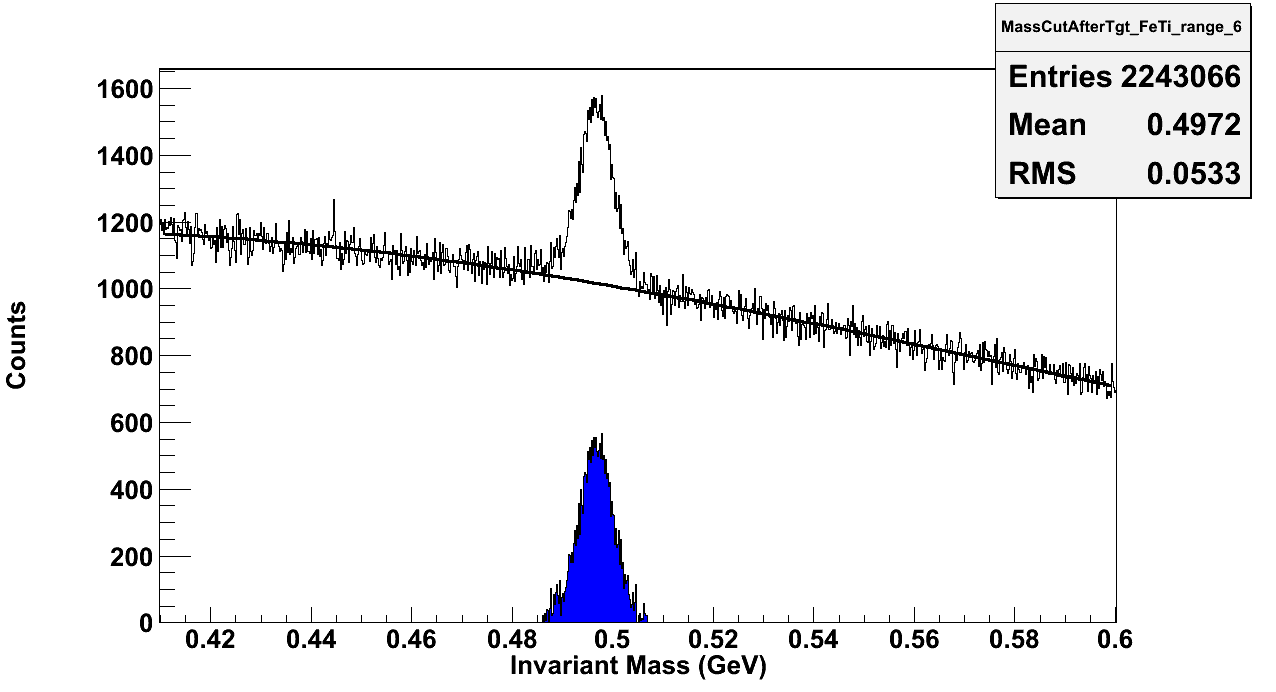 MassCutAfterTgt_FeTi_range_6
Entries 2243066
Mean 0.4972
RMS 0.0533
1600
1400
1200
1000
800
600
400
200
0
Counts
0.42 0.44 0.46 0.48 0.5 0.52 0.54 0.56 0.58 0.6
Invariant Mass (GeV)